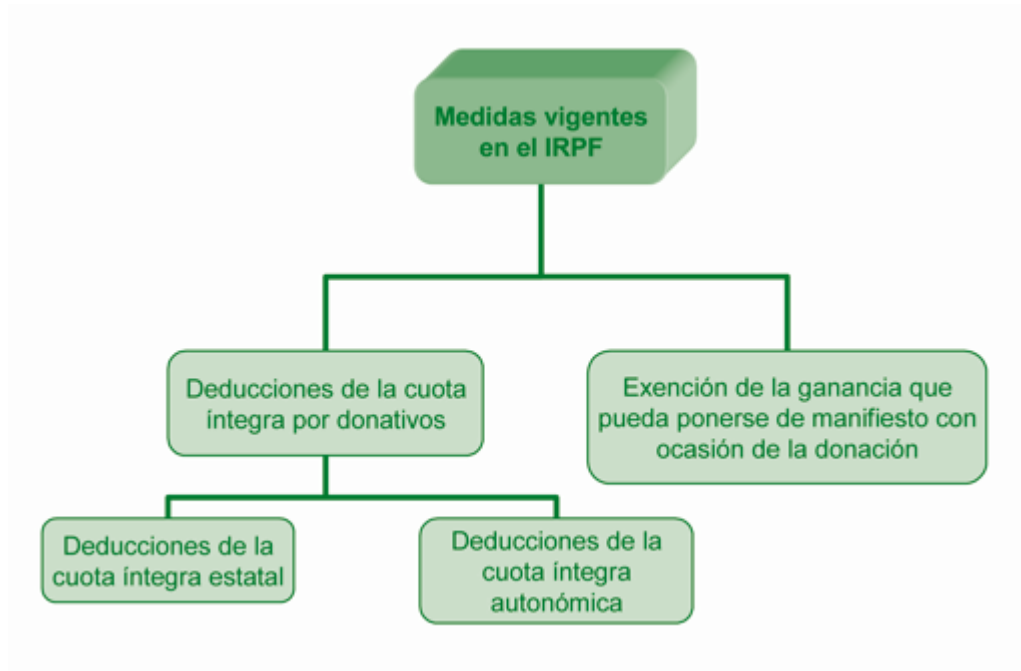 Medidas vigentes
en el IRPF
Deducciones de la cuota
íntegra por donativos
Exención de la ganancia que
pueda ponerse de manifiesto con
ocasión de la donación
Deducciones de la
cuota íntegra estatal
Deducciones de la
cuota íntegra
autonómica